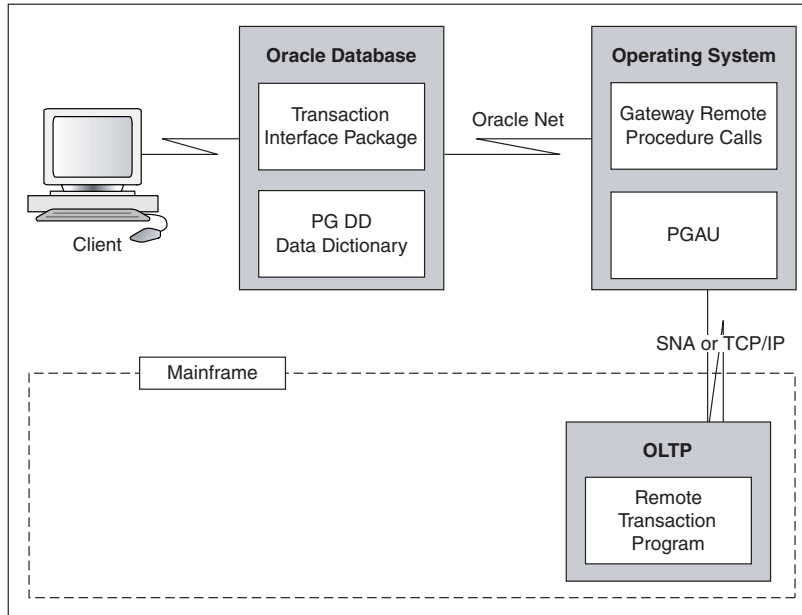 Oracle Database
Transaction
Interface Package
PG DD
Data Dictionary
Client
Oracle Net
Operating System
Gateway Remote
Procedure Calls
PGAU
SNA or TCP/IP
Mainframe
OLTP
Remote
Transaction
Program